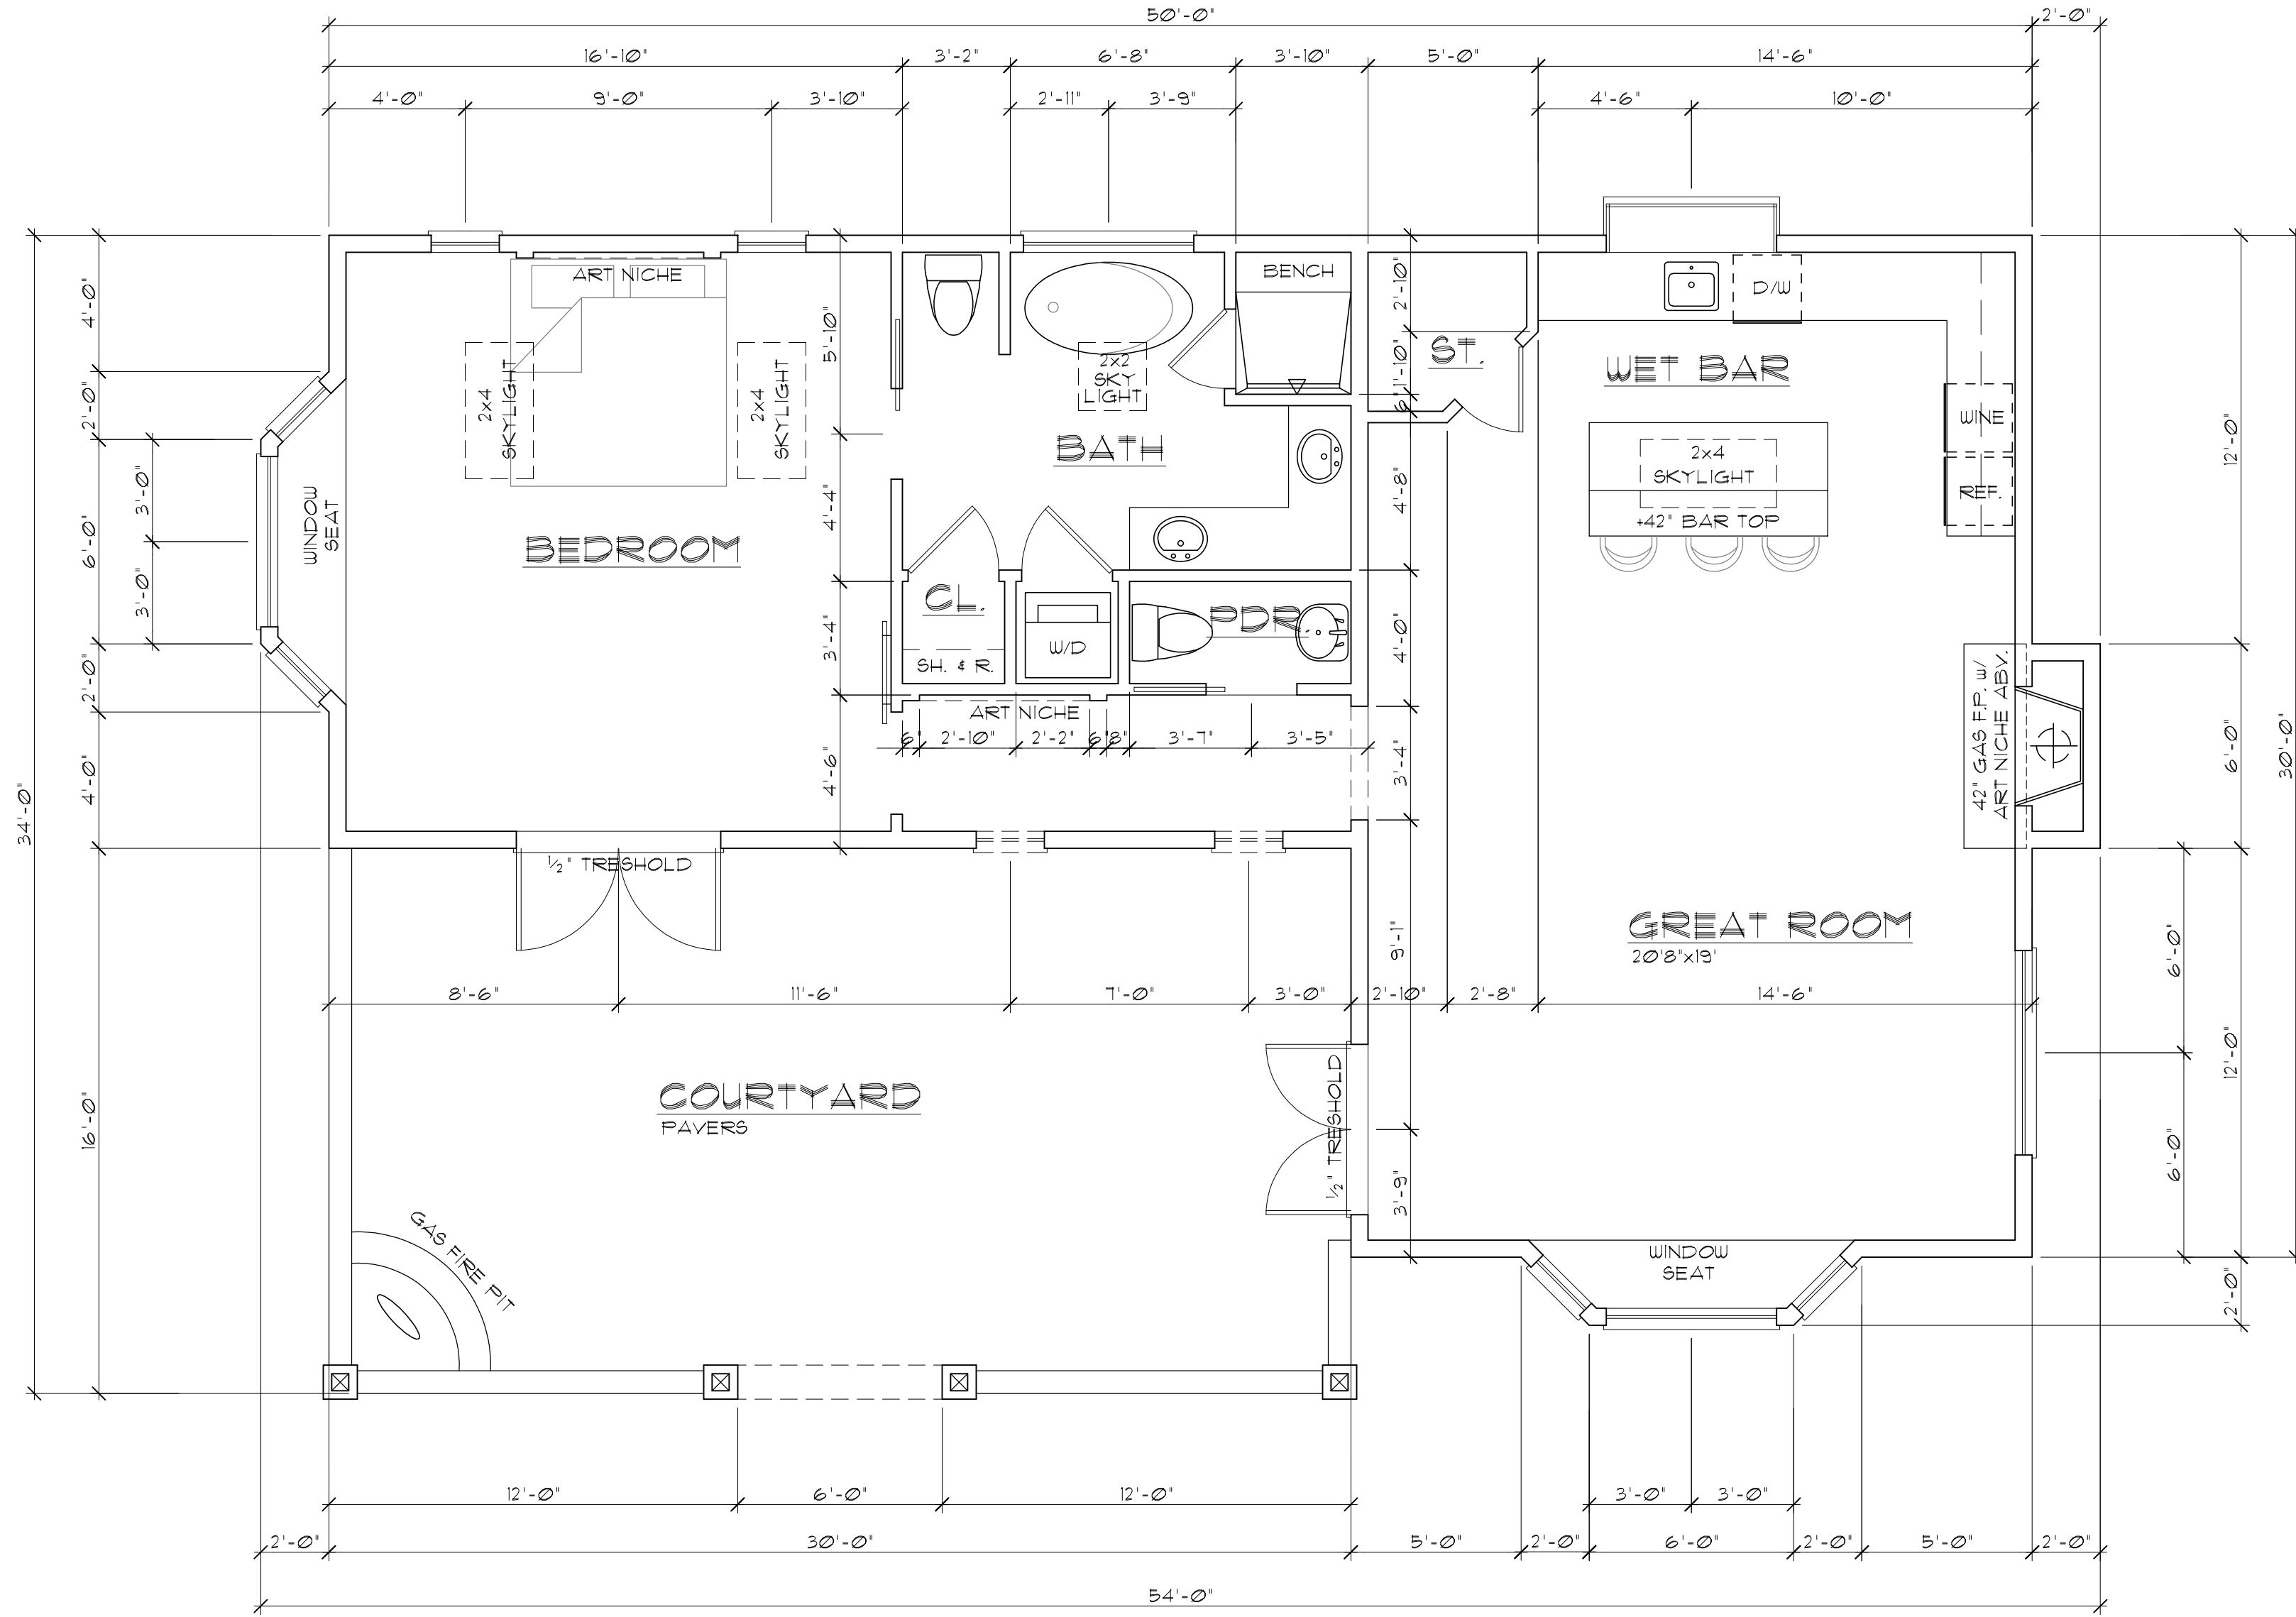 50'-0"
2'-0"
16'-10"
3'-2"
6'-8"
3'-10"
5'-0"
14'-6"
4'-0"
9'-0"
3'-10"
2'-11"
3'-9"
4'-6"
10'-0"
ART NICHE
BENCH
D/W
2x4
SKYLIGHT
2x4
SKYLIGHT
2x2
SKY
LIGHT
ST.
WET BAR
WINE
REF.
2x4
SKYLIGHT
+42" BAR TOP
BATH
BEDROOM
WINDOW
SEAT
CL.
SH. & R.
W/D
PDR.
ART NICHE
6"
2'-10"
2'-2"
6"
8"
3'-7"
3'-5"
5'-10"
4'-4"
3'-4"
4'-6"
2'-10"
1'-10"
6"
4'-8"
4'-0"
3'-4"
9'-1"
3'-9"
4'-0"
2'-0"
6'-0"
2'-0"
4'-0"
16'-0"
3'-0"
3'-0"
34'-0"
12'-0"
6'-0"
12'-0"
2'-0"
30'-0"
6'-0"
6'-0"
42" GAS F.P. w/
ART NICHE ABV.
1/2" TRESHOLD
GREAT ROOM
20'8"x19'
8'-6"
11'-6"
7'-0"
3'-0"
2'-10"
2'-8"
14'-6"
COURTYARD
PAVERS
1/2" TRESHOLD
GAS FIRE PIT
WINDOW
SEAT
12'-0"
6'-0"
12'-0"
3'-0"
3'-0"
2'-0"
30'-0"
5'-0"
2'-0"
6'-0"
2'-0"
5'-0"
2'-0"
54'-0"